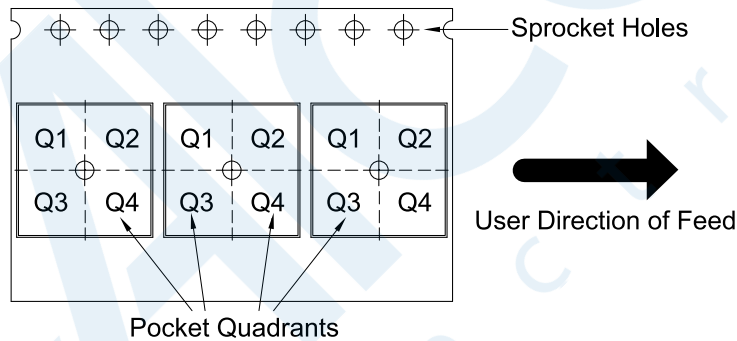 Sprocket Holes
Q1 Q2 Q1 Q2 Q1 Q2
Q3 Q4 Q3 Q4 Q3 Q4
User Direction of Feed
Pocket Quadrants